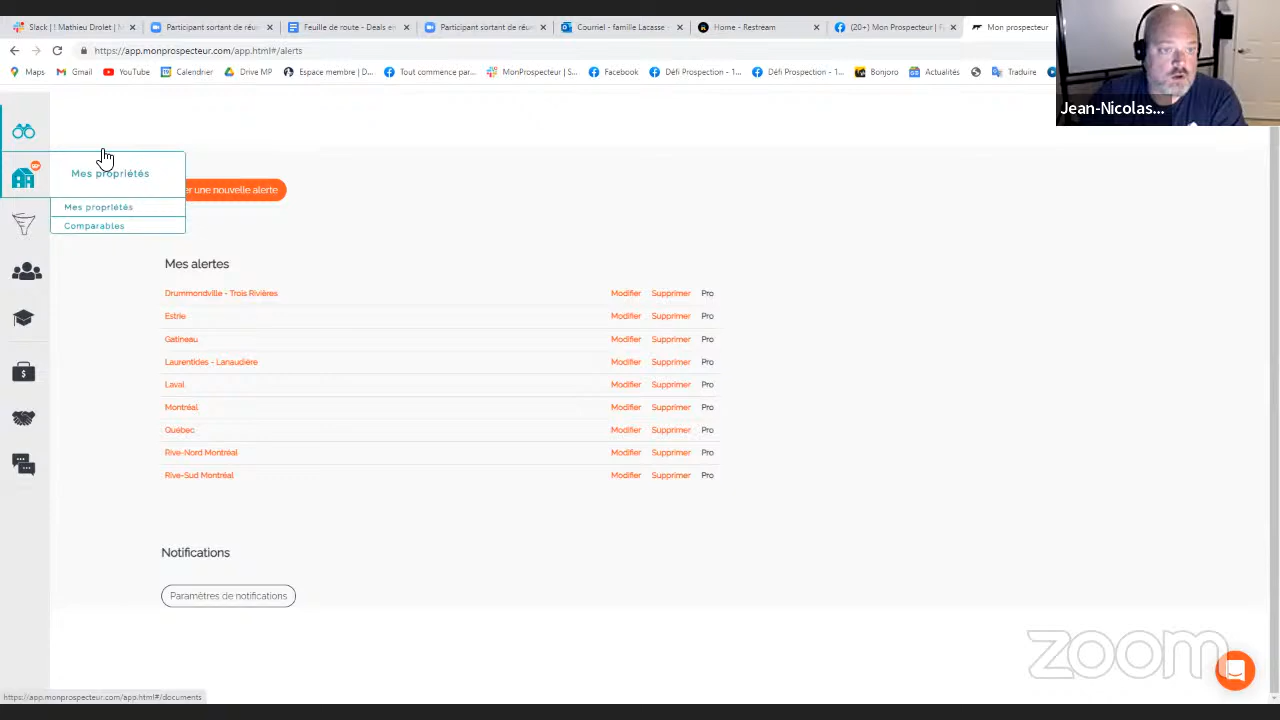 Slack | Mathieu Drolet | M
Participant sortant de réu
Feuille de route - Deals e
Participant sortant de réu
Courriel - famille Lacasse
Home - Restream
(20+) Mon Prospecteur | F
Mon prospecteur
https://app.monprospecteur.com/app.html#/alerts
Maps
Gmail
YouTube
Calendrier
Drive MP
Espace membre D...
Tout commence par...
MonProspecteur | S...
Facebook
Défi Prospection - 1...
Défi Prospection - 1...
Bonjoro
Actualités
Traduire
Jean-Nicolas...
Mes propriétés
er une nouvelle alerte
Mes propriétés
Comparables
Mes alertes
Drummondville - Trois Rivières Modifier Supprimer Pro
Estrie Modifier Supprimer Pro
Gatineau Modifier Supprimer Pro
Laurentides - Lanaudière Modifier Supprimer Pro
Laval Modifier Supprimer Pro
Montréal Modifier Supprimer Pro
Québec Modifier Supprimer Pro
Rive-Nord Montréal Modifier Supprimer Pro
Rive-Sud Montréal Modifier Supprimer Pro
Notifications
Paramètres de notifications
zoom
https://app.monprospecteur.com/app.html#/documents